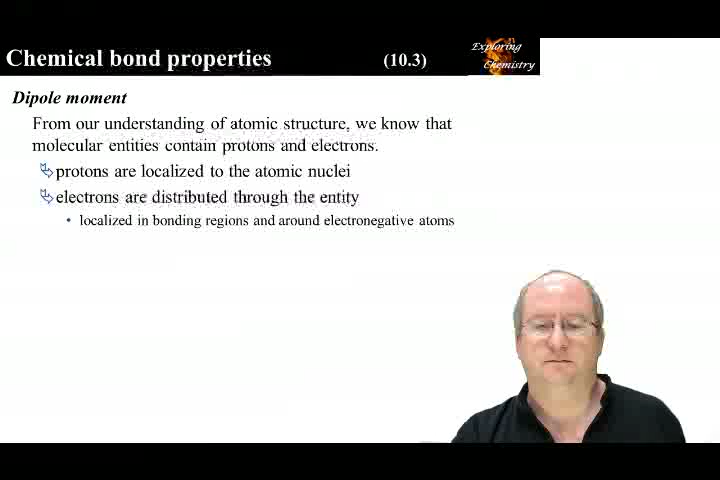 Chemical bond properties (10.3)
Exploring
Chemistry
Dipole moment
From our understanding of atomic structure, we know that
molecular entities contain protons and electrons.
protons are localized to the atomic nuclei
electrons are distributed through the entity
• localized in bonding regions and around electronegative atoms